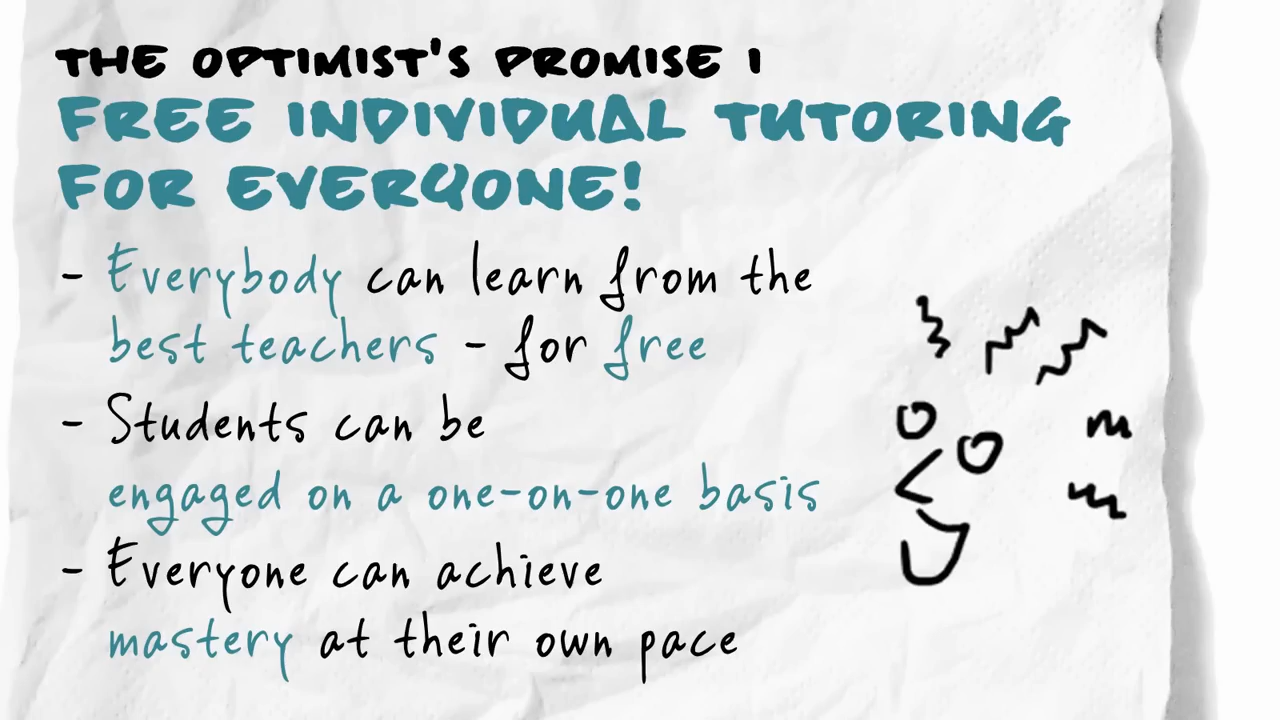 THE OPTIMIST'S PROMISE 1
FREE INDIVIDUAL TUTORING
FOR EVERYONE!
- Everybody can learn from the
best teachers - for free
- Students can be
engaged on a one-on-one basis
- Everyone can achieve
mastery at their own pace